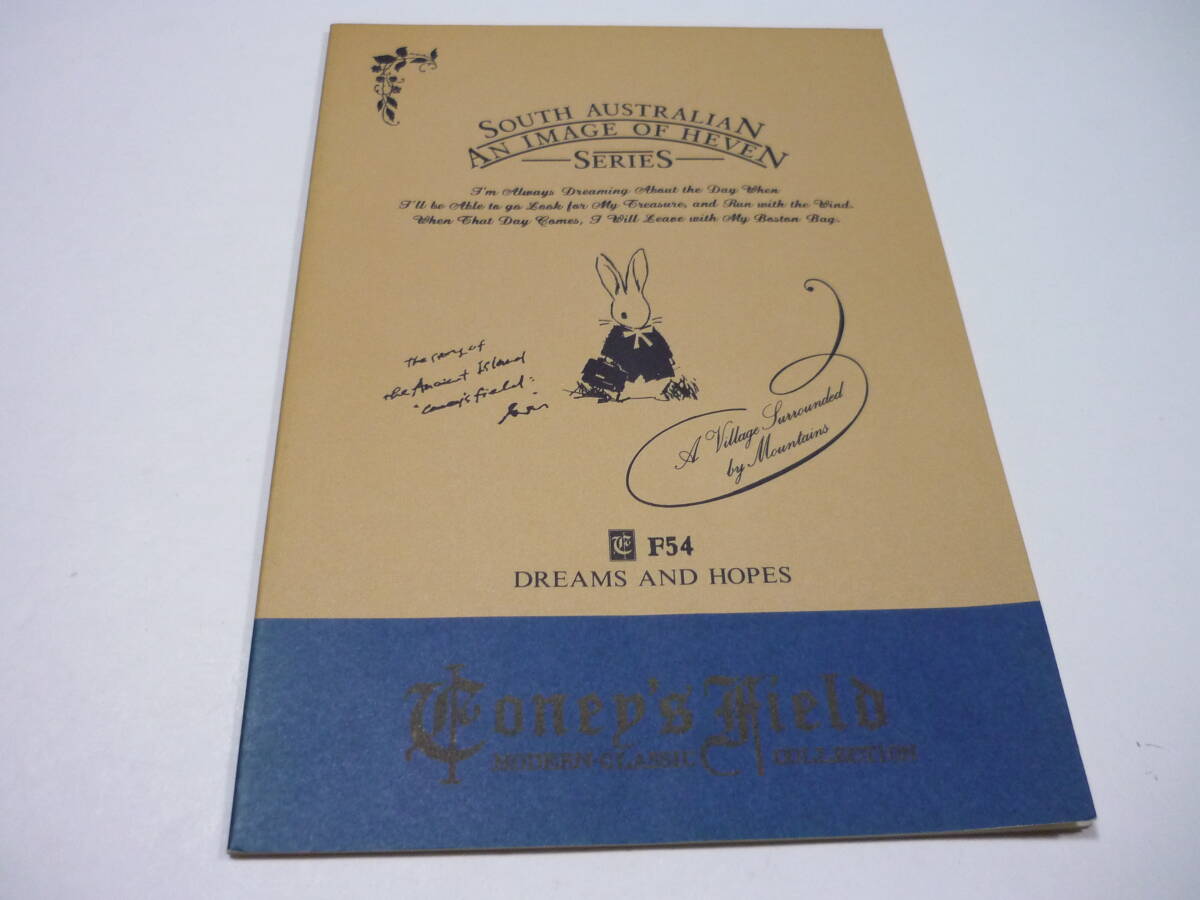 SOUTH AUSTRALIAN
AN IMAGE OF HEVEN
SERIES
I'm Always Dreaming About the Day When
I'll be Able to go Look for My Treasure, and Run with the Wind.
When That Day Comes, I Will Leave with My Boston Bag.
the story of
the Ancient Island
"Coney's field"
A Village Surrounded
by Mountains
F54
DREAMS AND HOPES
Coney's Field
MODERN-CLASSIC COLLECTION